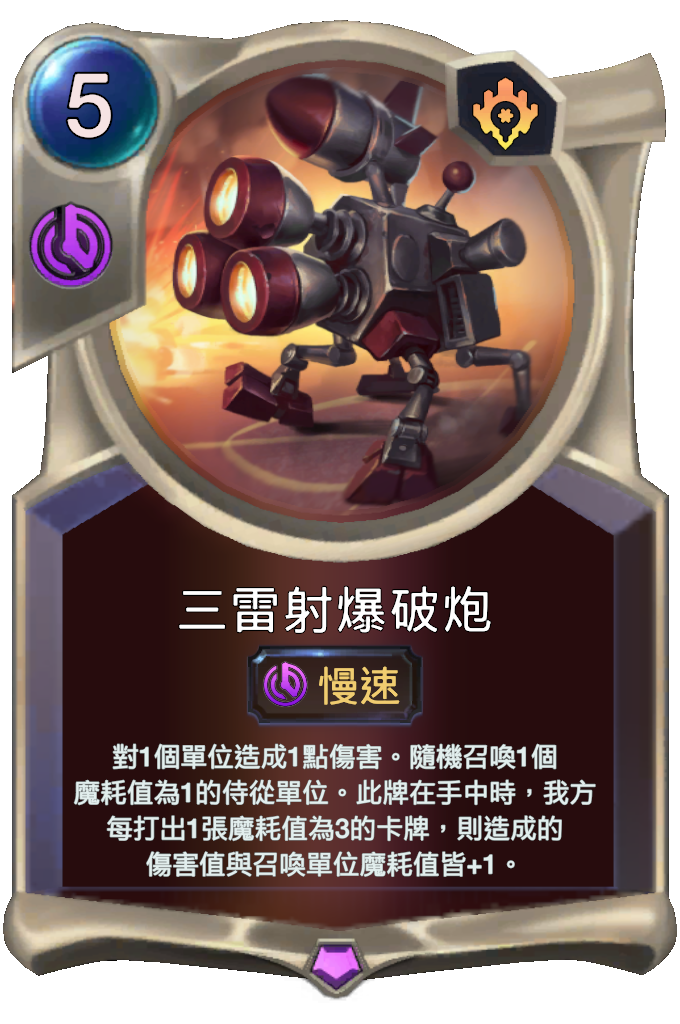 5
三雷射爆破炮
慢速
對1個單位造成1點傷害。隨機召喚1個
魔耗值為1的侍從單位。此牌在手中時，我方
每打出1張魔耗值為3的卡牌，則造成的
傷害值與召喚單位魔耗值皆+1。